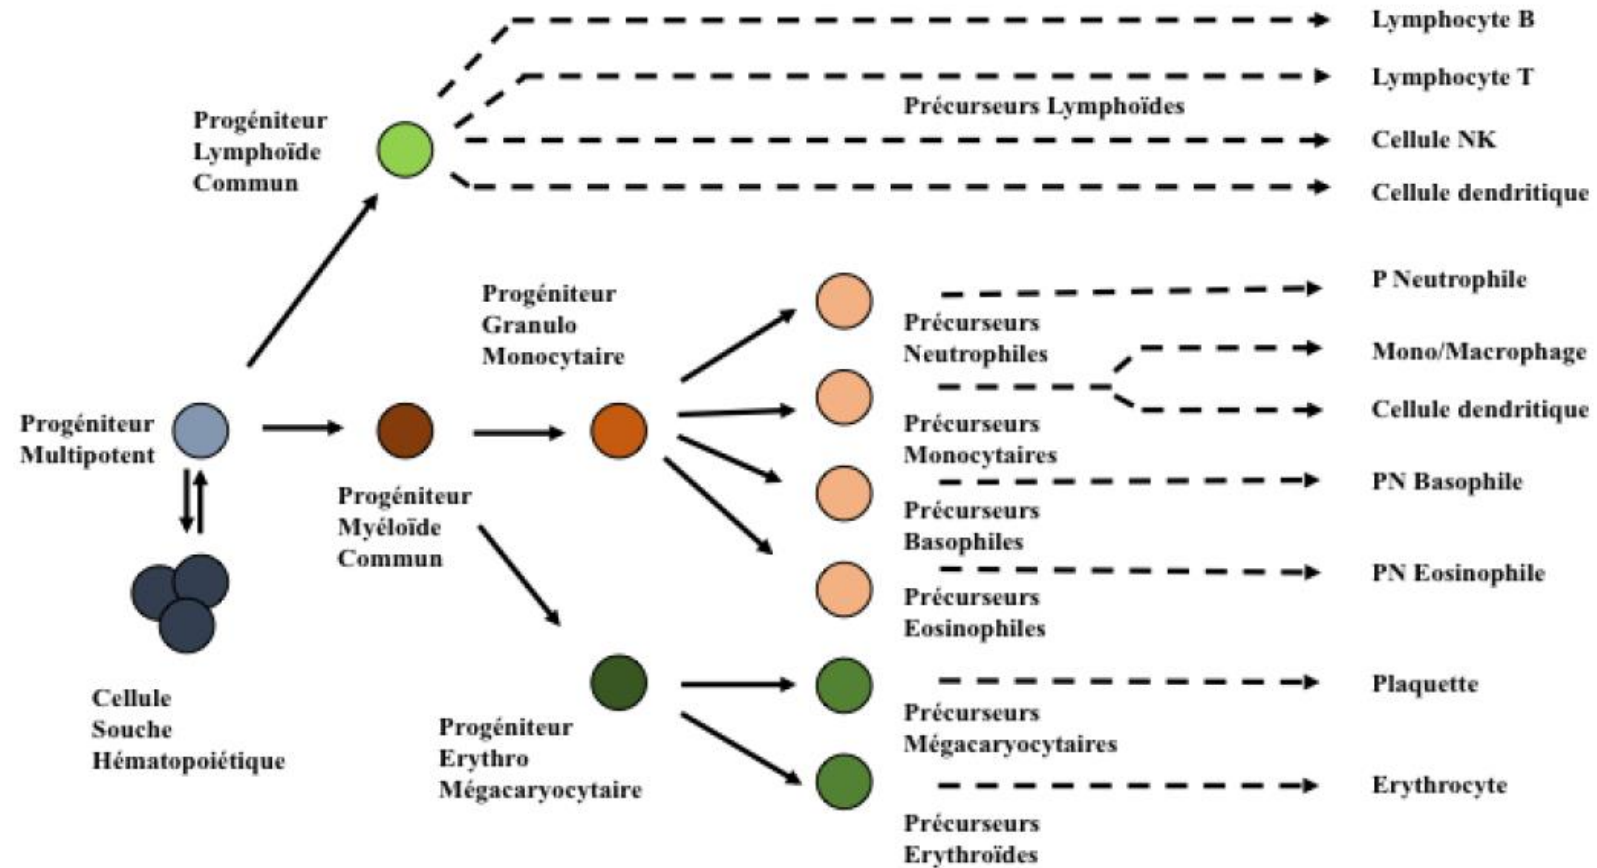 Lymphocyte B
Lymphocyte T
Précurseurs Lymphoïdes
Cellule NK
Cellule dendritique
Progéniteur
Lymphoïde
Commun
Progéniteur
Granulo
Monocytaire
P Neutrophile
Précurseurs
Neutrophiles
Mono/Macrophage
Cellule dendritique
Progéniteur
Multipotent
Précurseurs
Monocytaires
PN Basophile
Progéniteur
Myéloïde
Commun
Précurseurs
Basophiles
PN Eosinophile
Précurseurs
Eosinophiles
Cellule
Souche
Hématopoiétique
Progéniteur
Erythro
Mégacaryocytaire
Plaquette
Précurseurs
Mégacaryocytaires
Erythrocyte
Précurseurs
Erythroïdes